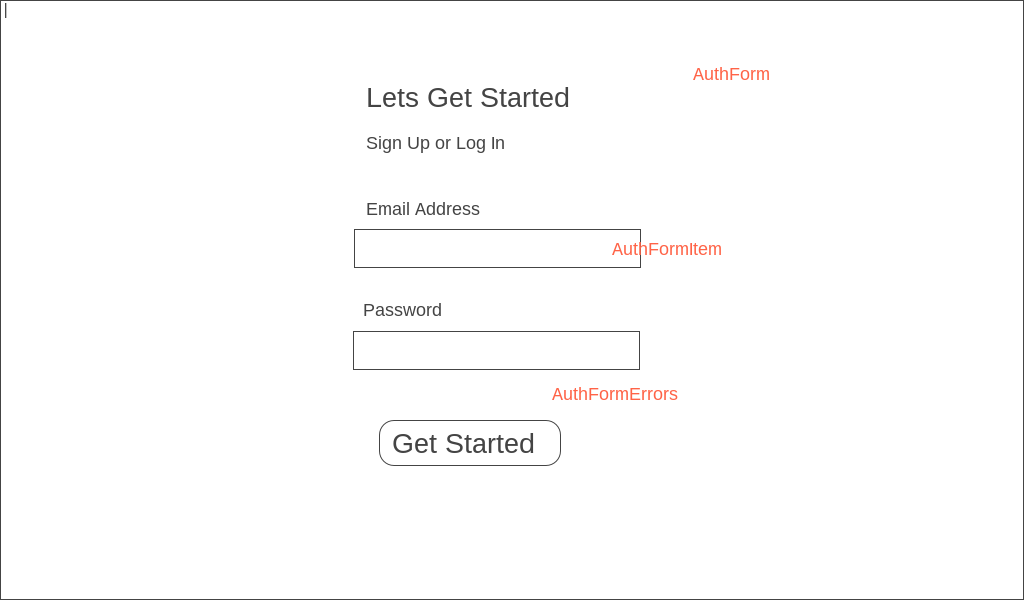 AuthForm
Lets Get Started
Sign Up or Log In
Email Address
AuthFormItem
Password
AuthFormErrors
Get Started